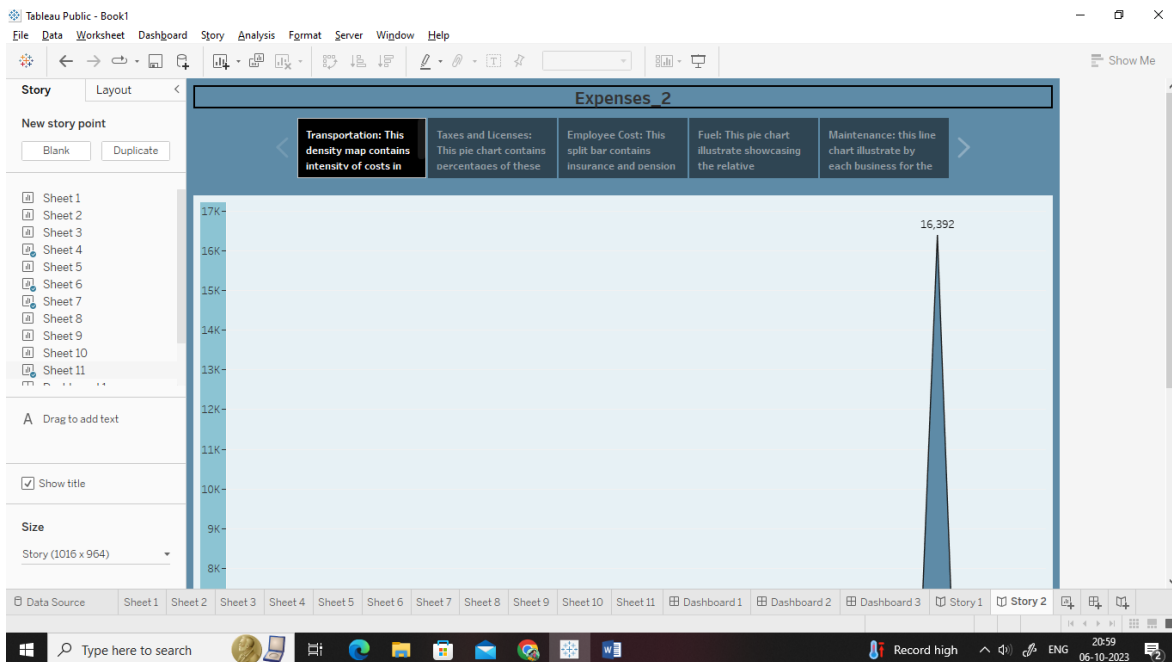 Tableau Public - Book1
File Data Worksheet Dashboard Story Analysis Format Server Window Help
Show Me
Story Layout
New story point
Blank Duplicate
Sheet 1
Sheet 2
Sheet 3
Sheet 4
Sheet 5
Sheet 6
Sheet 7
Sheet 8
Sheet 9
Sheet 10
Sheet 11
A Drag to add text
Show title
Size
Story (1016 x 964)
Expenses_2
Transportation: This
density map contains
intensity of costs in
Taxes and Licenses:
This pie chart contains
percentages of these
Employee Cost: This
split bar contains
insurance and pension
Fuel: This pie chart
illustrate showcasing
the relative
Maintenance: this line
chart illustrate by
each business for the
17K
16K
15K
14K
13K
12K
11K
10K
9K
8K
16,392
Data Source Sheet 1 Sheet 2 Sheet 3 Sheet 4 Sheet 5 Sheet 6 Sheet 7 Sheet 8 Sheet 9 Sheet 10 Sheet 11 Dashboard 1 Dashboard 2 Dashboard 3 Story 1 Story 2
Type here to search
Record high
ENG
20:59
06-10-2023
2